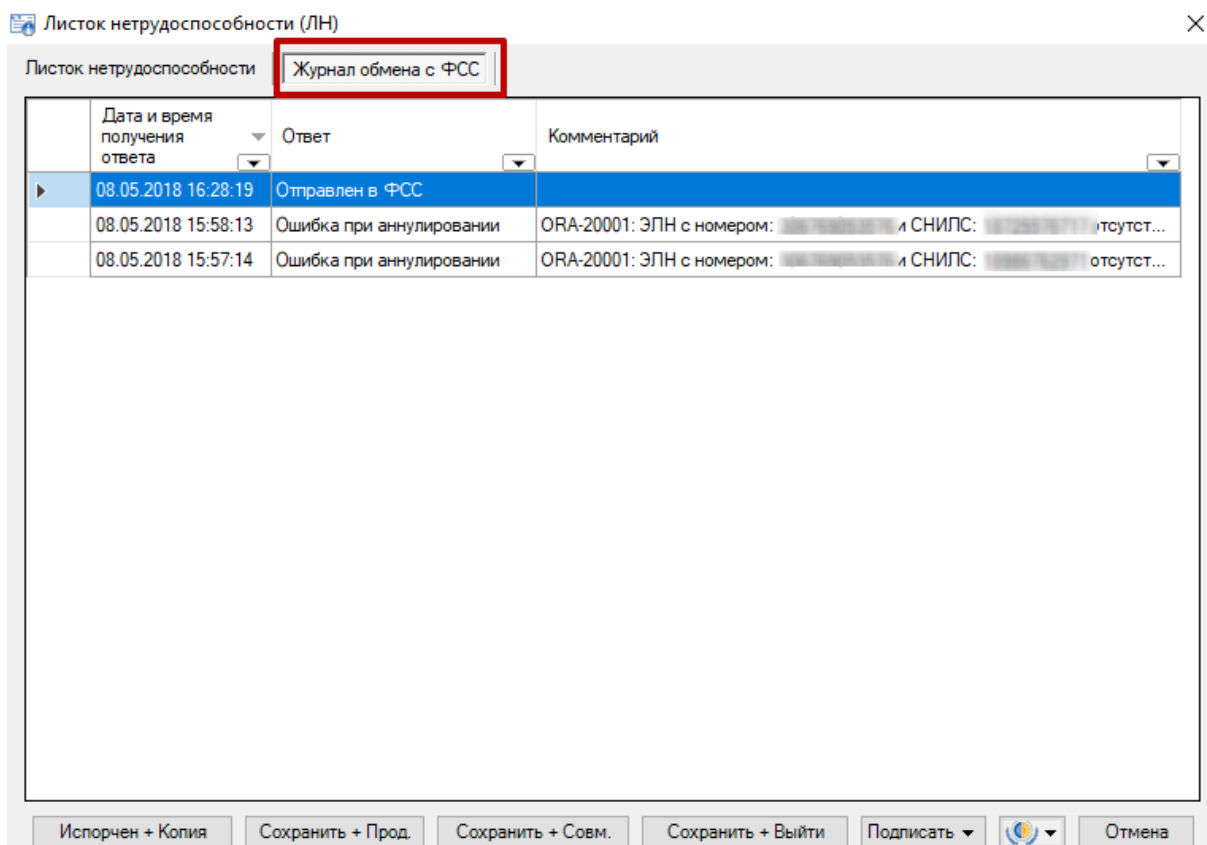 Листок нетрудоспособности (ЛН)
Листок нетрудоспособности Журнал обмена с ФСС
Дата и время
получения
ответа
Ответ
Комментарий
08.05.2018 16:28:19 Отправлен в ФСС
08.05.2018 15:58:13 Ошибка при аннулировании ORA-20001: ЭЛН с номером: и СНИЛС: отсутст...
08.05.2018 15:57:14 Ошибка при аннулировании ORA-20001: ЭЛН с номером: и СНИЛС: отсутст...
Испорчен + Копия Сохранить + Прод. Сохранить + Совм. Сохранить + Выйти Подписать Отмена